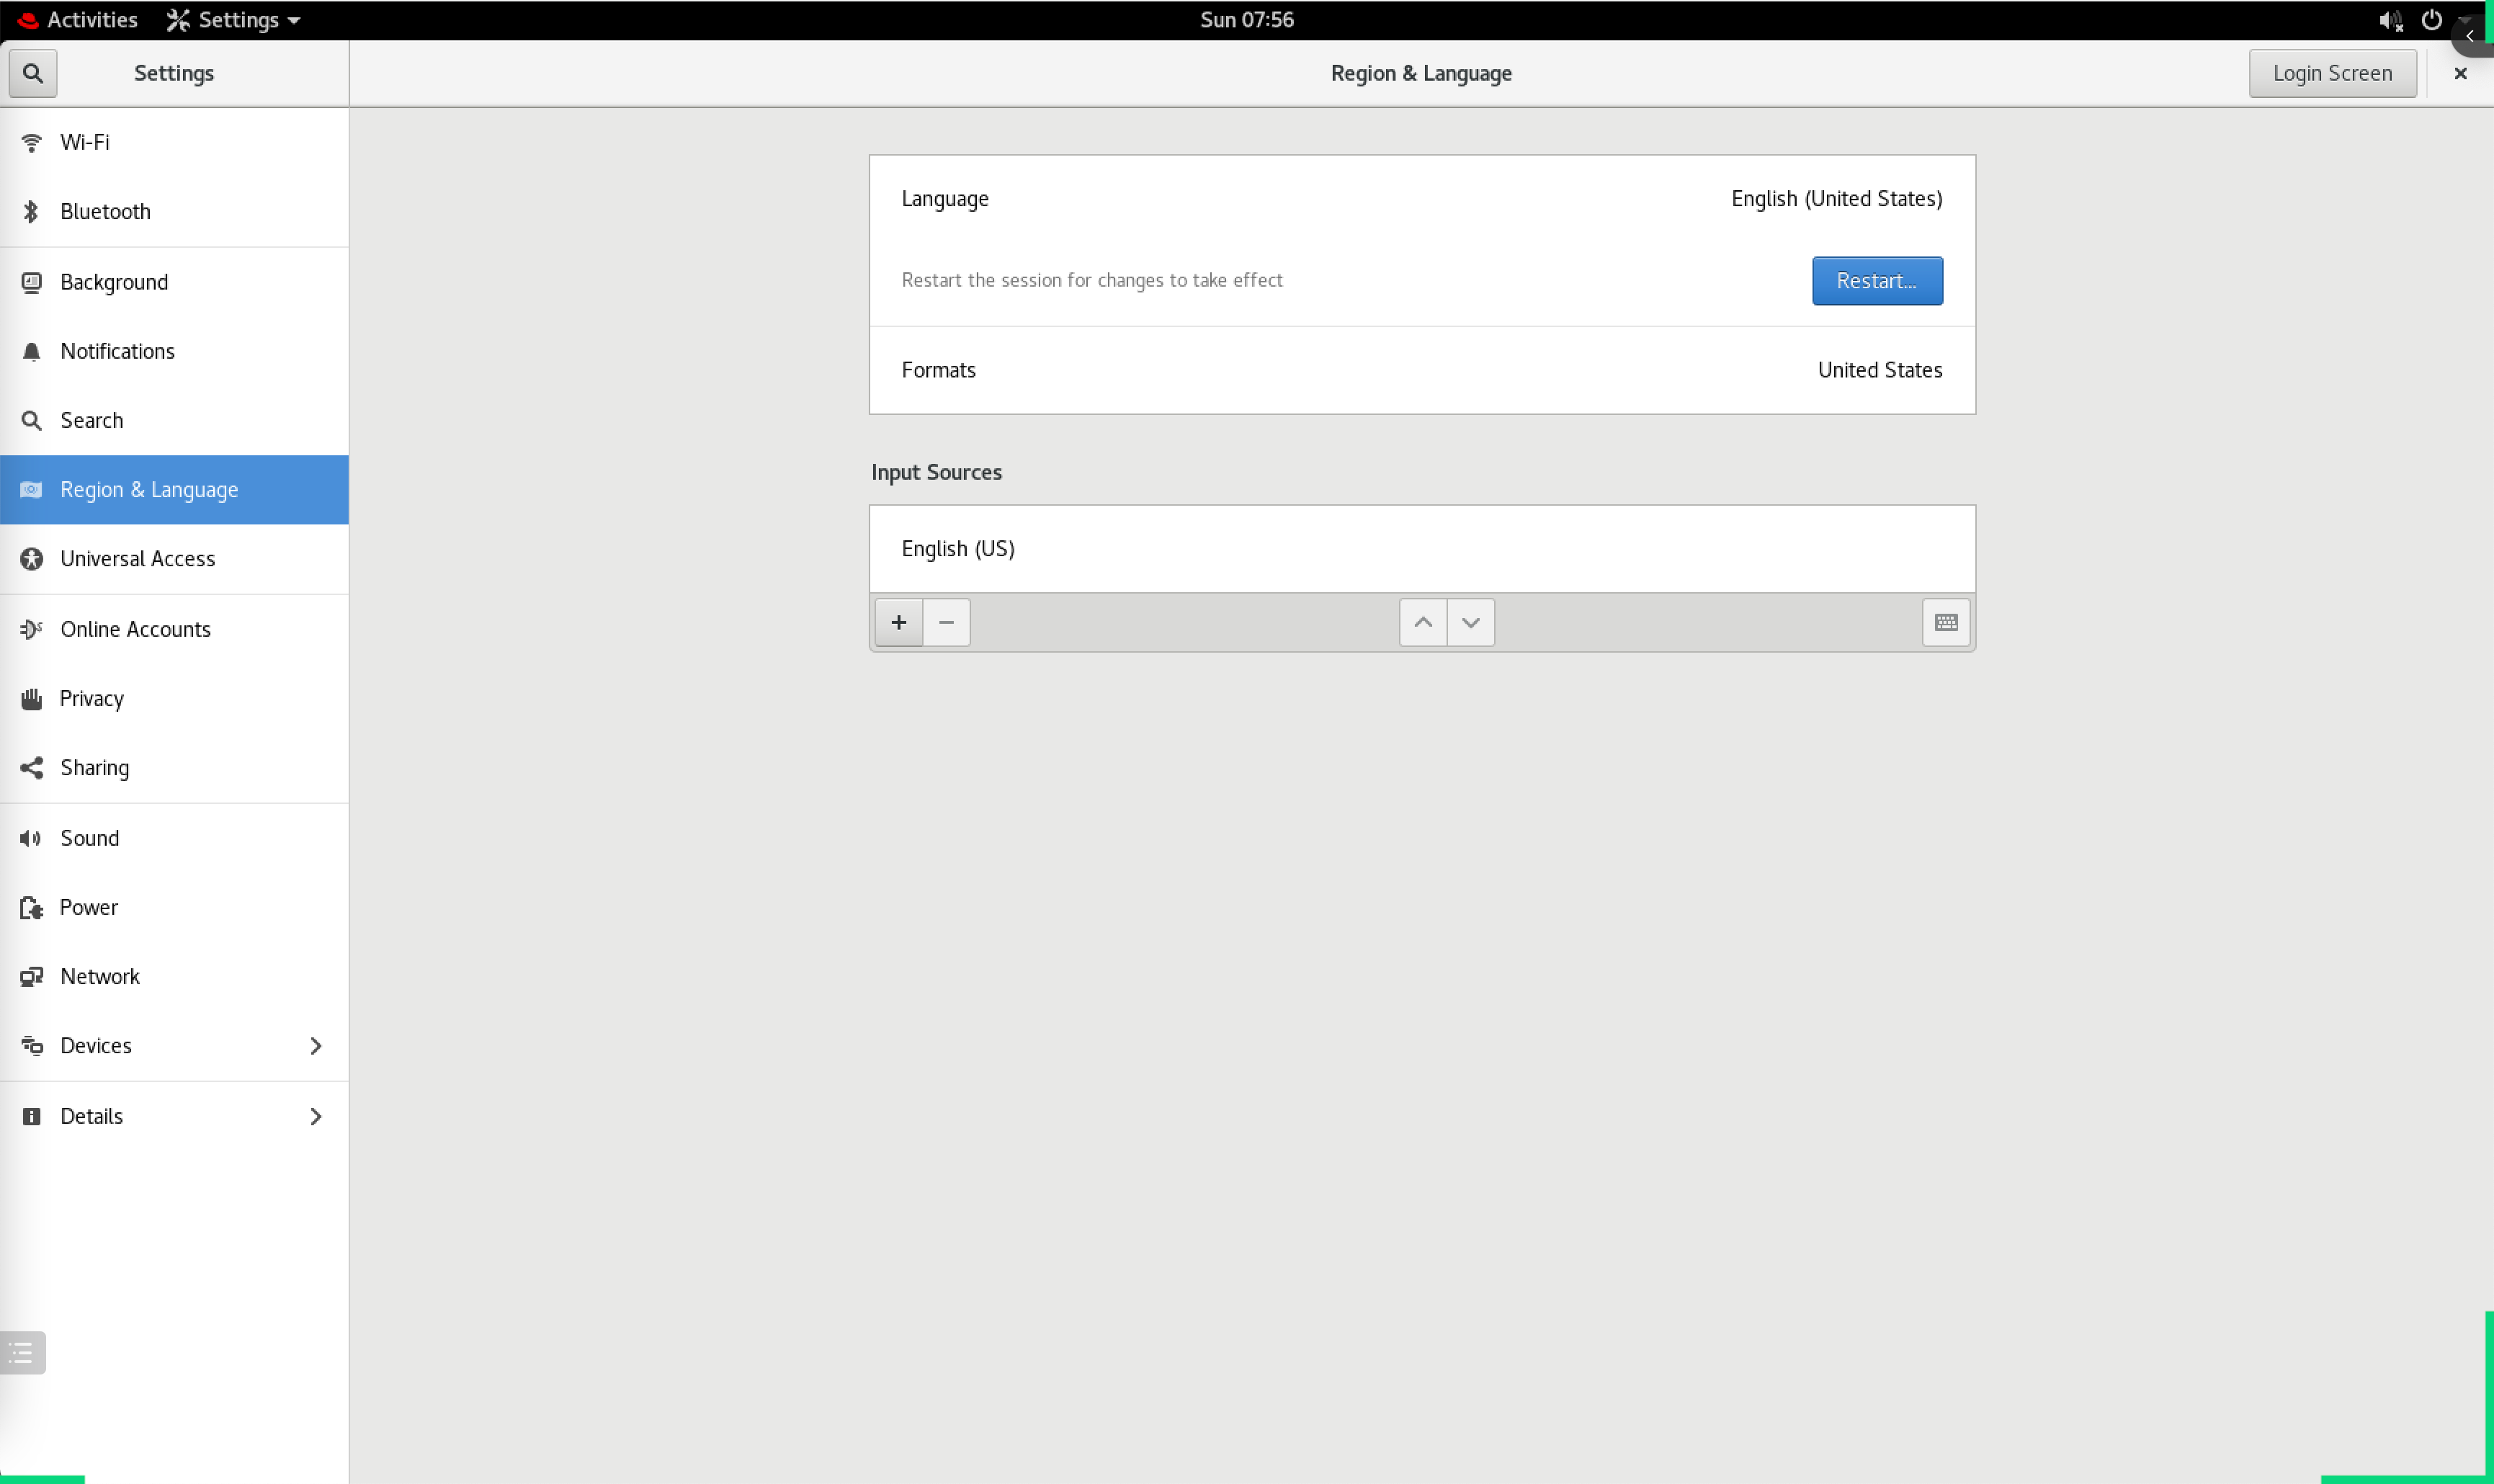 Activities Settings Sun 07:56
Settings Region & Language Login Screen
Wi-Fi
Bluetooth
Background
Notifications
Search
Region & Language
Universal Access
Online Accounts
Privacy
Sharing
Sound
Power
Network
Devices
Details
Language English (United States)
Restart the session for changes to take effect Restart...
Formats United States
Input Sources
English (US)